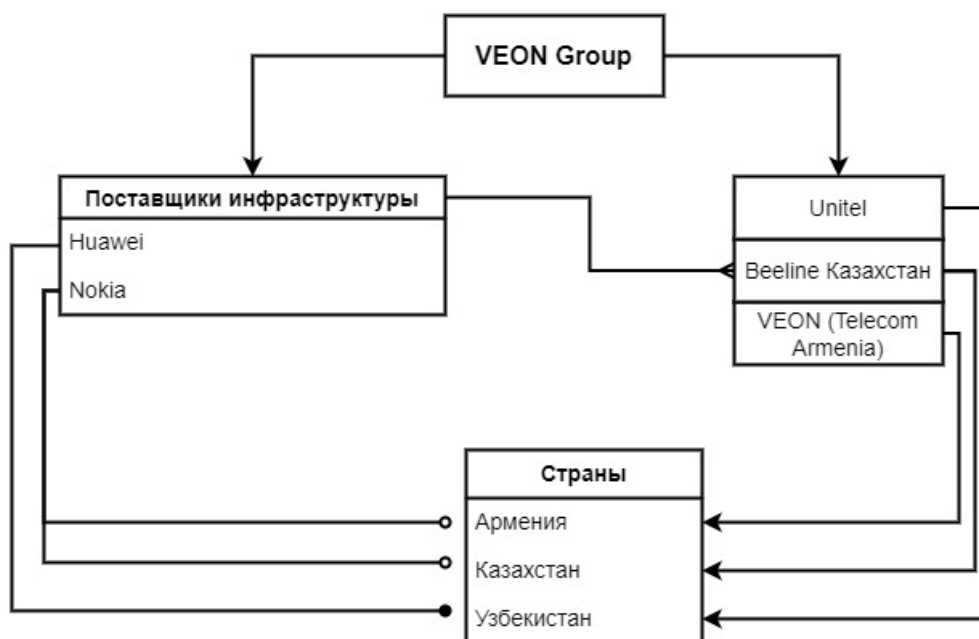 VEON Group
Поставщики инфраструктуры
Huawei
Nokia
Unitel
Beeline Казахстан
VEON (Telecom
Armenia)
Страны
Армения
Казахстан
Узбекистан